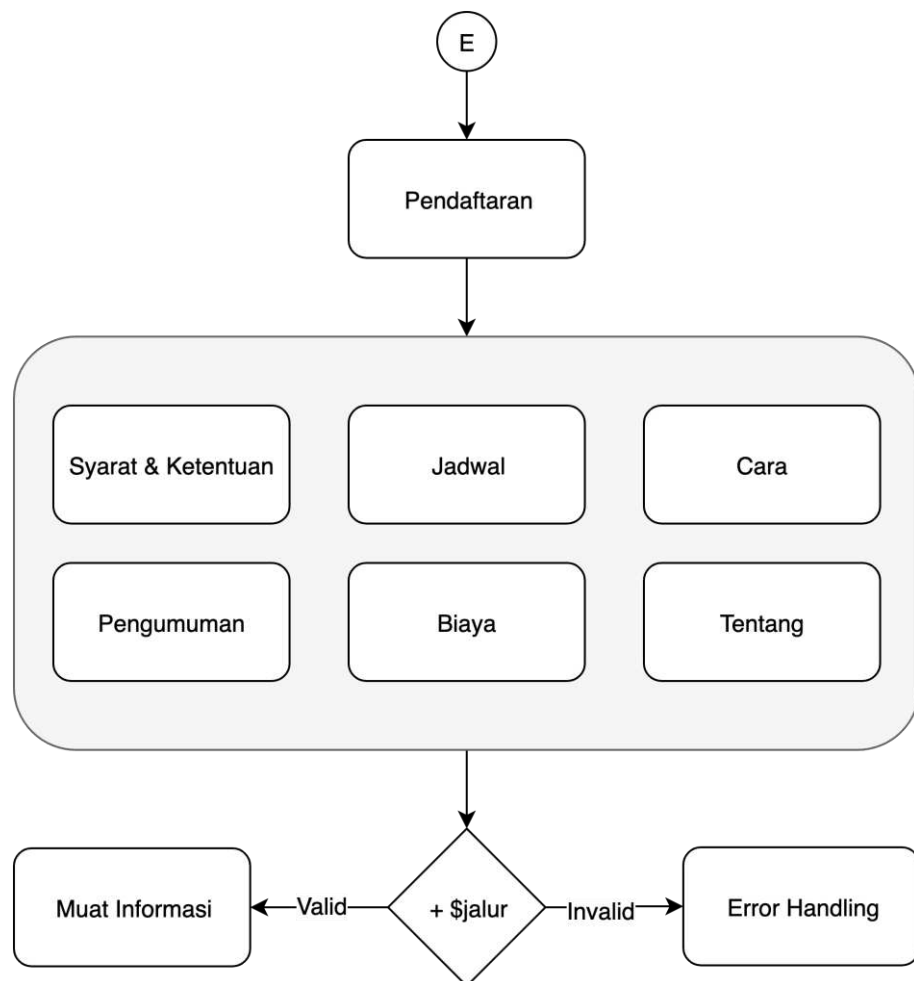 E
Pendaftaran
Syarat & Ketentuan
Jadwal
Cara
Pengumuman
Biaya
Tentang
Muat Informasi
Valid
+ $jalur
Invalid
Error Handling